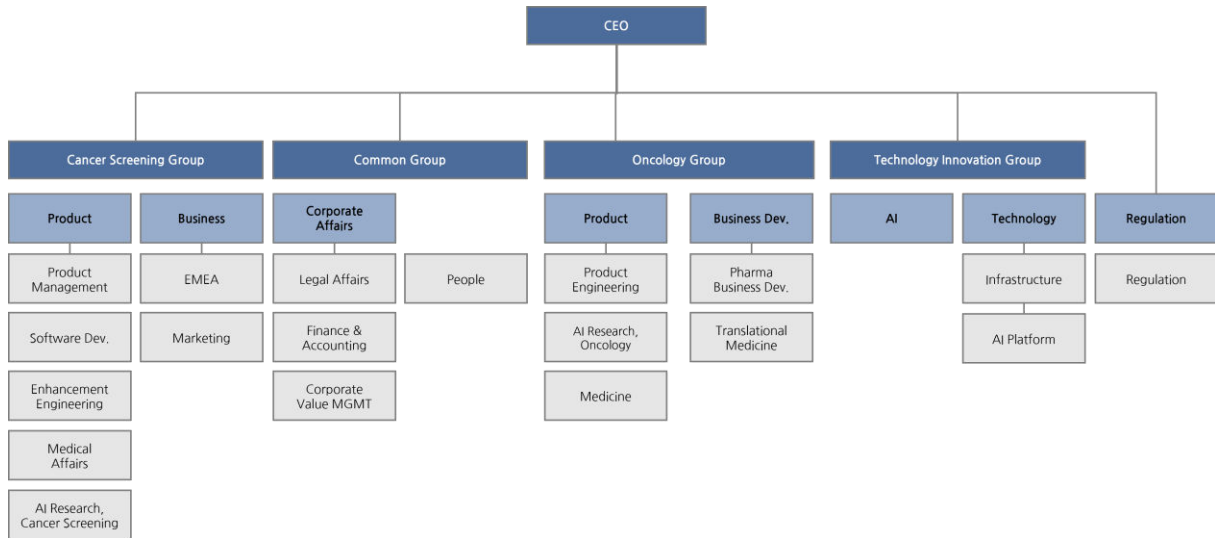 CEO
Cancer Screening Group
Common Group
Oncology Group
Technology Innovation Group
Product
Business
Corporate
Affairs
Product
Business Dev.
AI
Technology
Regulation
Product
Management
EMEA
Legal Affairs
People
Product
Engineering
Pharma
Business Dev.
Infrastructure
Regulation
Software Dev.
Marketing
Finance &
Accounting
AI Research,
Oncology
Translational
Medicine
AI Platform
Enhancement
Engineering
Corporate
Value MGMT
Medicine
Medical
Affairs
AI Research,
Cancer Screening